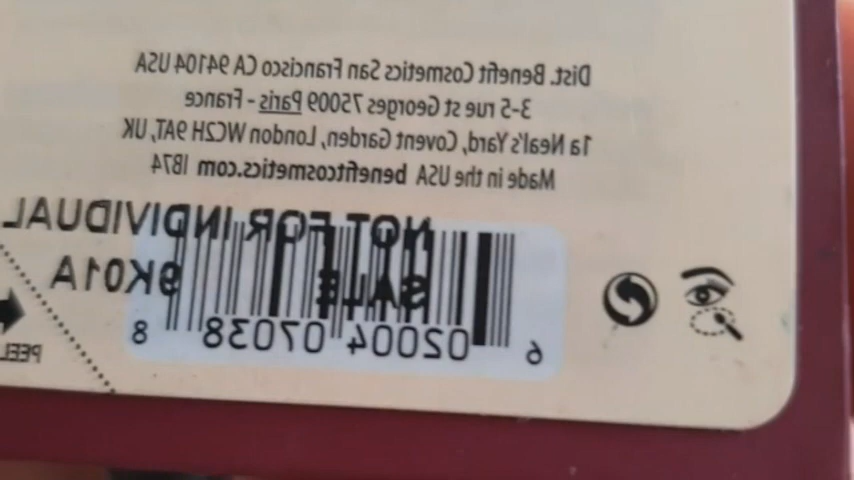 Dist. Benefit Cosmetics San Francisco CA 94104 USA
3-5 rue st Georges 75009 Paris - France
1a Neal's Yard, Covent Garden, London WC2H 9AT, UK
Made in the USA benefitcosmetics.com IB74
NOT FOR INDIVIDUAL
SALE
9K01A
6 02004 07038 8
PEEL